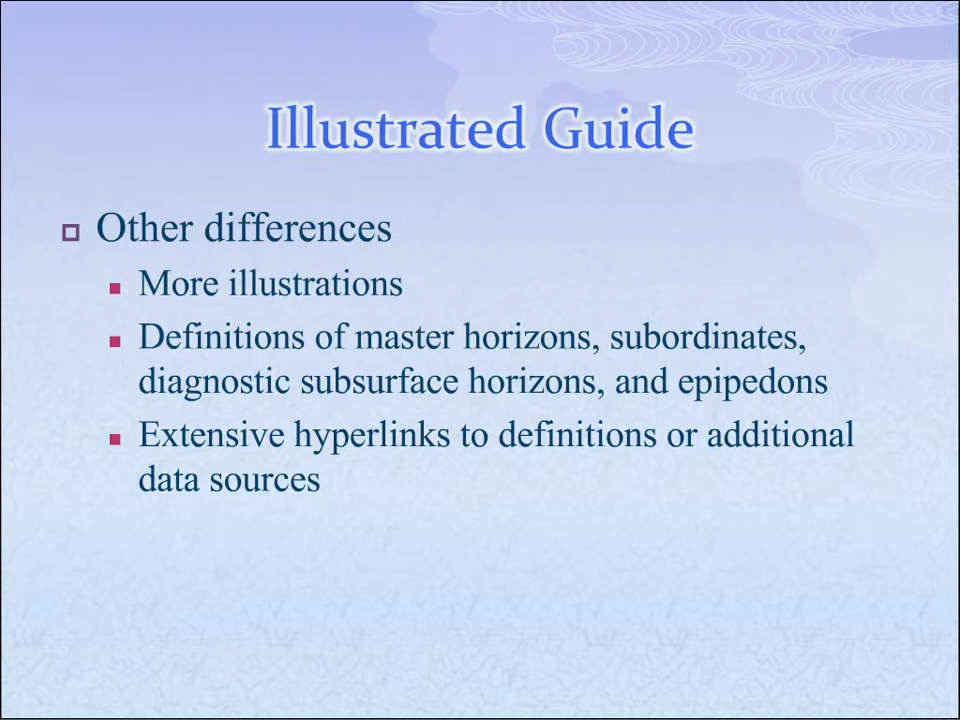 Illustrated Guide
Other differences
More illustrations
Definitions of master horizons, subordinates,
diagnostic subsurface horizons, and epipedons
Extensive hyperlinks to definitions or additional
data sources